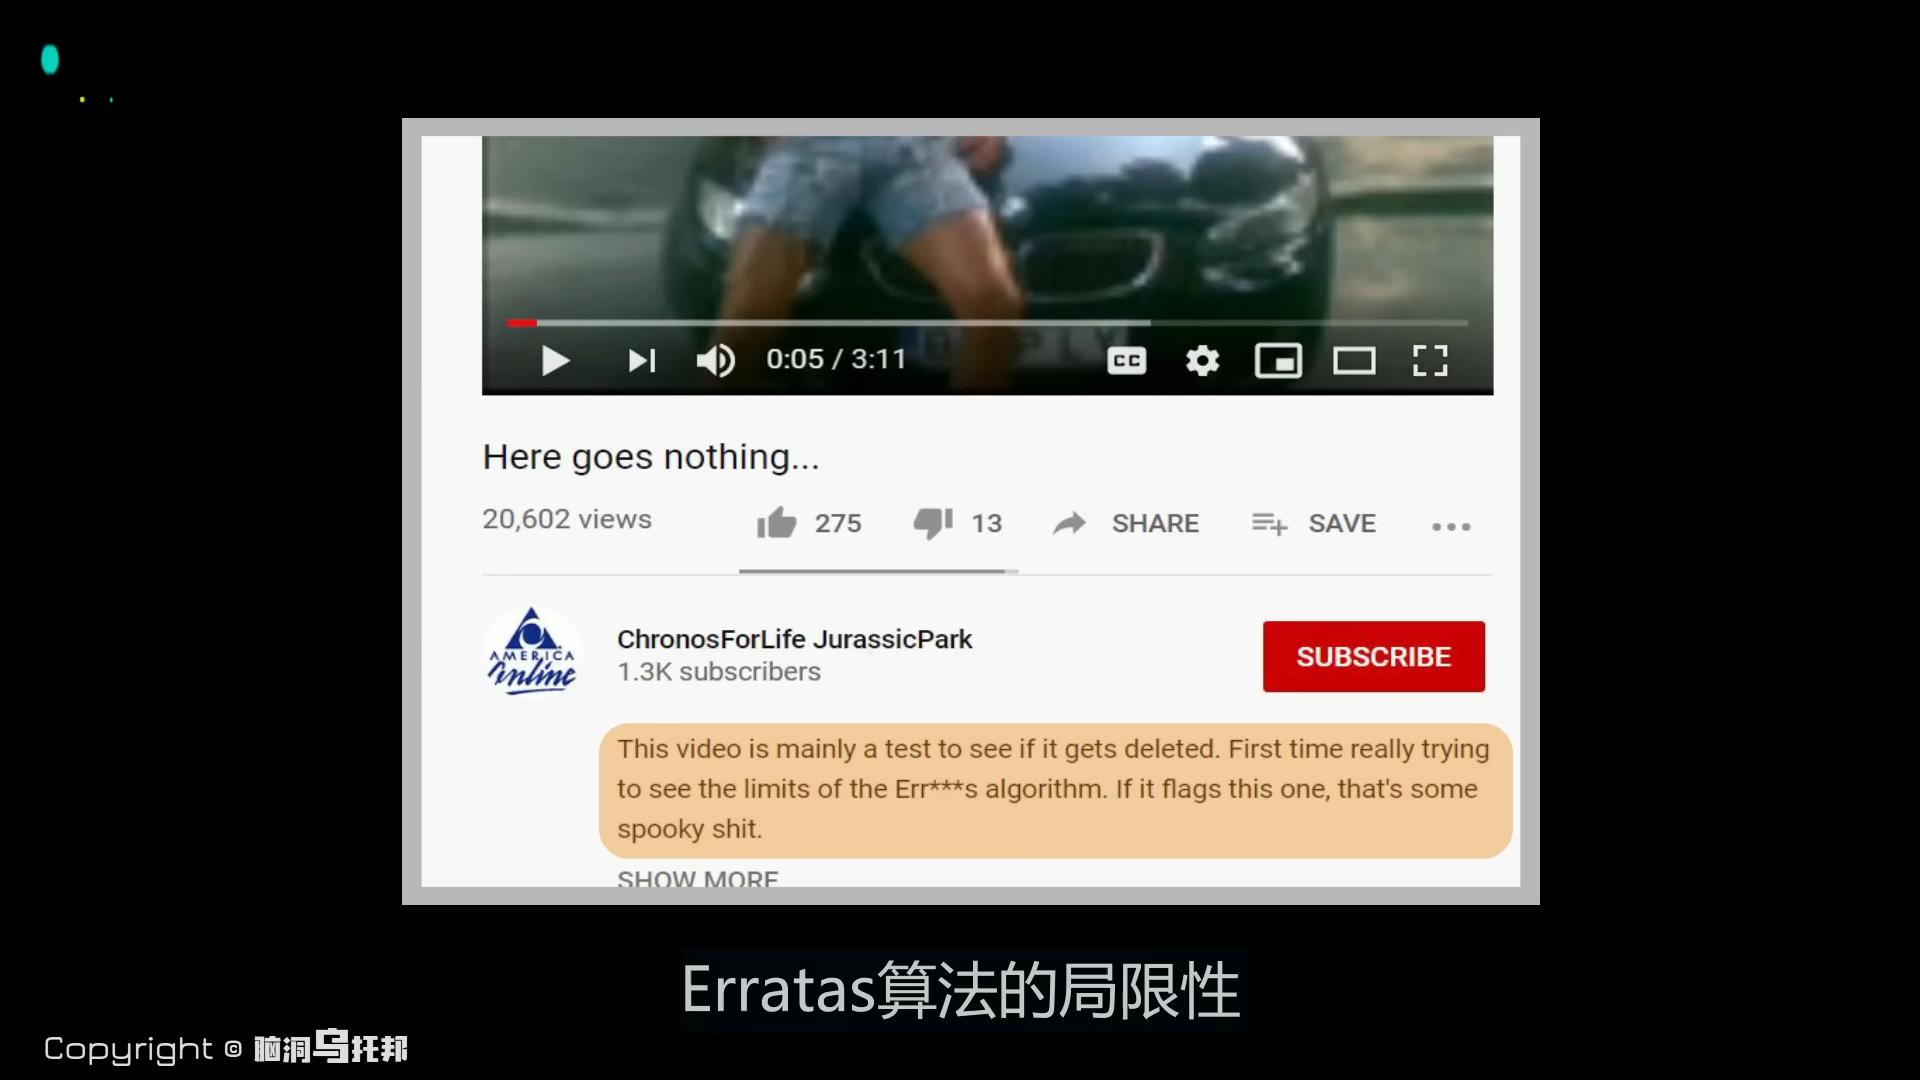 0:05 / 3:11
CC
Here goes nothing...
20,602 views
275
13
SHARE
SAVE
AMERICA
Online
ChronosForLife JurassicPark
1.3K subscribers
SUBSCRIBE
This video is mainly a test to see if it gets deleted. First time really trying
to see the limits of the Err***s algorithm. If it flags this one, that's some
spooky shit.
SHOW MORE
Erratas算法的局限性
Copyright © 脑洞乌托邦